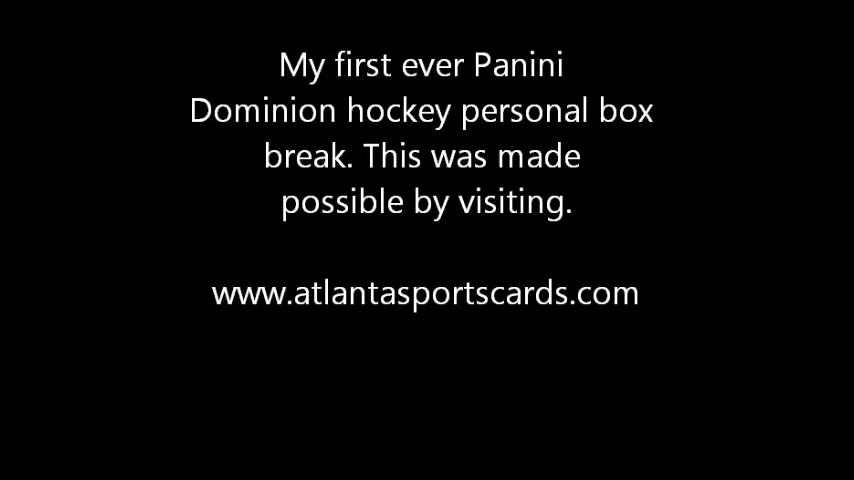 My first ever Panini
Dominion hockey personal box
break. This was made
possible by visiting.
www.atlantasportscards.com